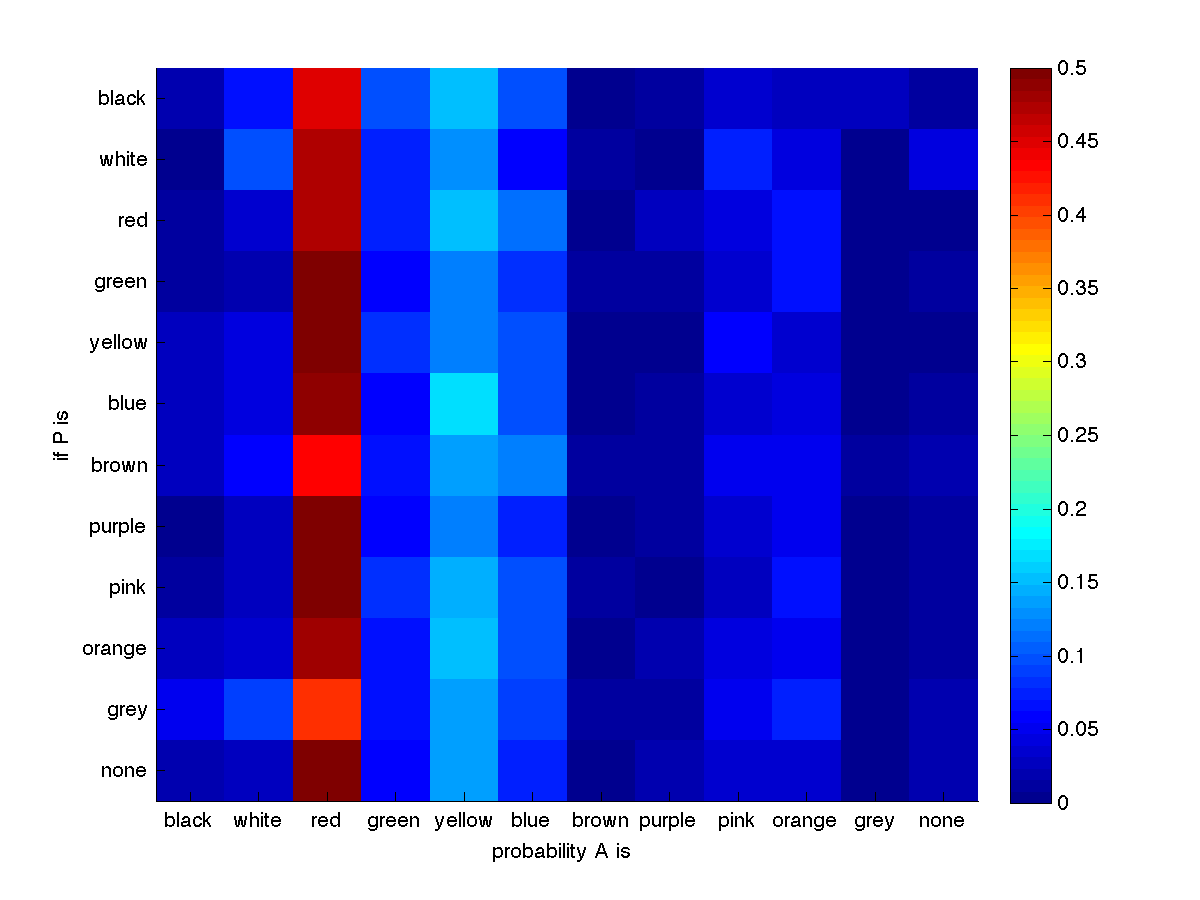 black
white
red
green
yellow
blue
brown
purple
pink
orange
grey
none
if P is
black white red green yellow blue brown purple pink orange grey none
probability A is
0.5
0.45
0.4
0.35
0.3
0.25
0.2
0.15
0.1
0.05
0